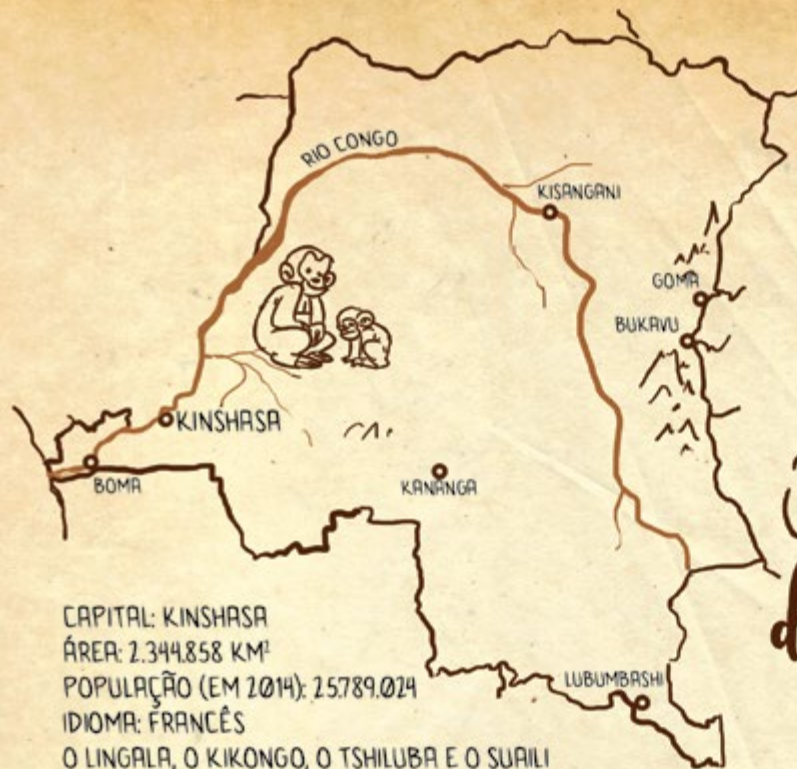 RIO CONGO
KISANGANI
GOMA
BUKAVU
KINSHASA
BOMA
KANANGA
CAPITAL: KINSHASA
ÁREA: 2.344.858 KM²
POPULAÇÃO (EM 2014): 25.789.024
IDIOMA: FRANCÊS
LUBUMBASHI
O LINGALA, O KIKONGO, O TSHILUBA E O SUAILI